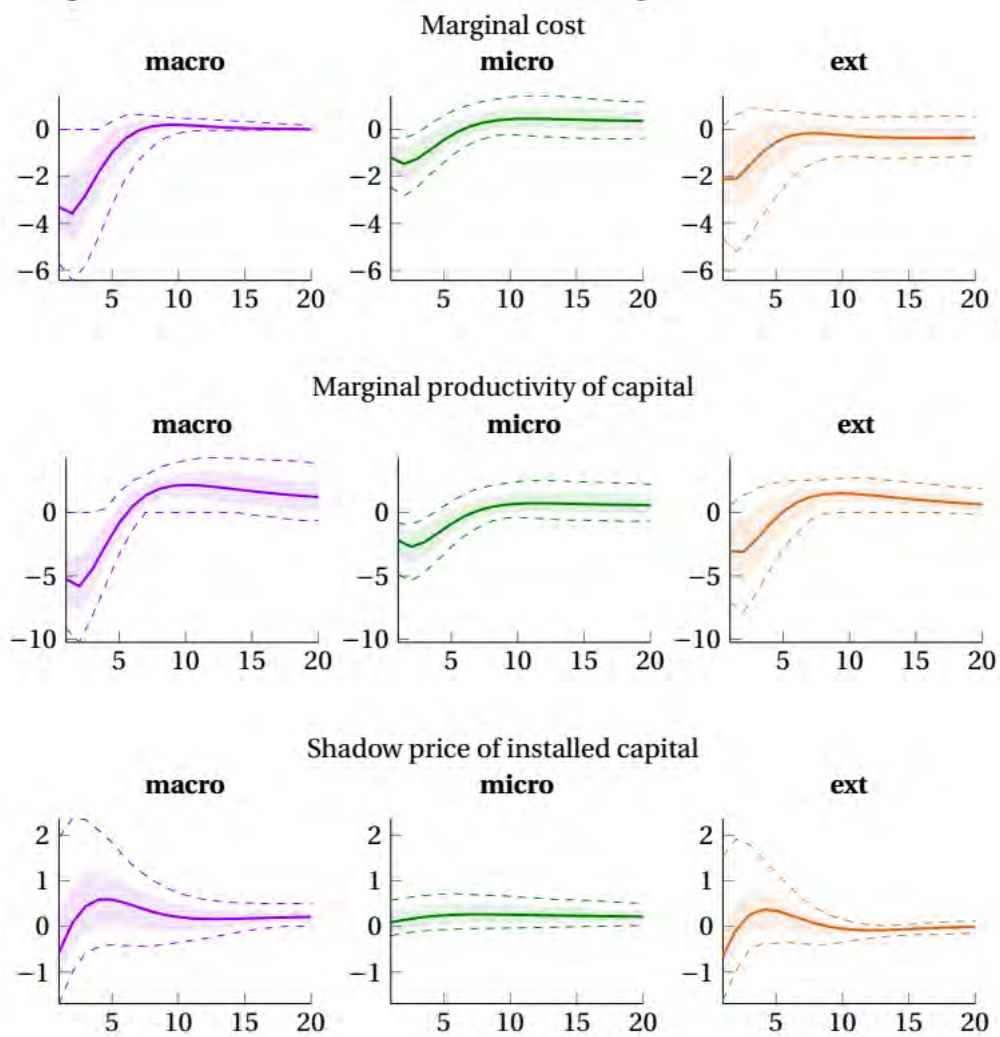 Marginal cost
macro micro ext
0 0 0
−2 −2 −2
−4 −4 −4
−6 −6 −6
5 10 15 20 5 10 15 20 5 10 15 20
Marginal productivity of capital
macro micro ext
0 0 0
−5 −5 −5
−10 −10 −10
5 10 15 20 5 10 15 20 5 10 15 20
Shadow price of installed capital
macro micro ext
2 2 2
1 1 1
0 0 0
−1 −1 −1
5 10 15 20 5 10 15 20 5 10 15 20